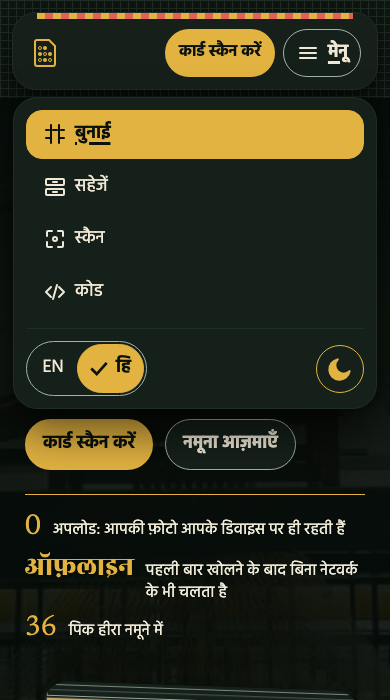 कार्ड स्कैन करें
मेनू
बुनाई
सहेजें
स्कैन
कोड
EN
हि
कार्ड स्कैन करें
नमूना आज़माएँ
0 अपलोड: आपकी फ़ोटो आपके डिवाइस पर ही रहती हैं
ऑफ़लाइन पहली बार खोलने के बाद बिना नेटवर्क
के भी चलता है
36 पिक हीरा नमूने में